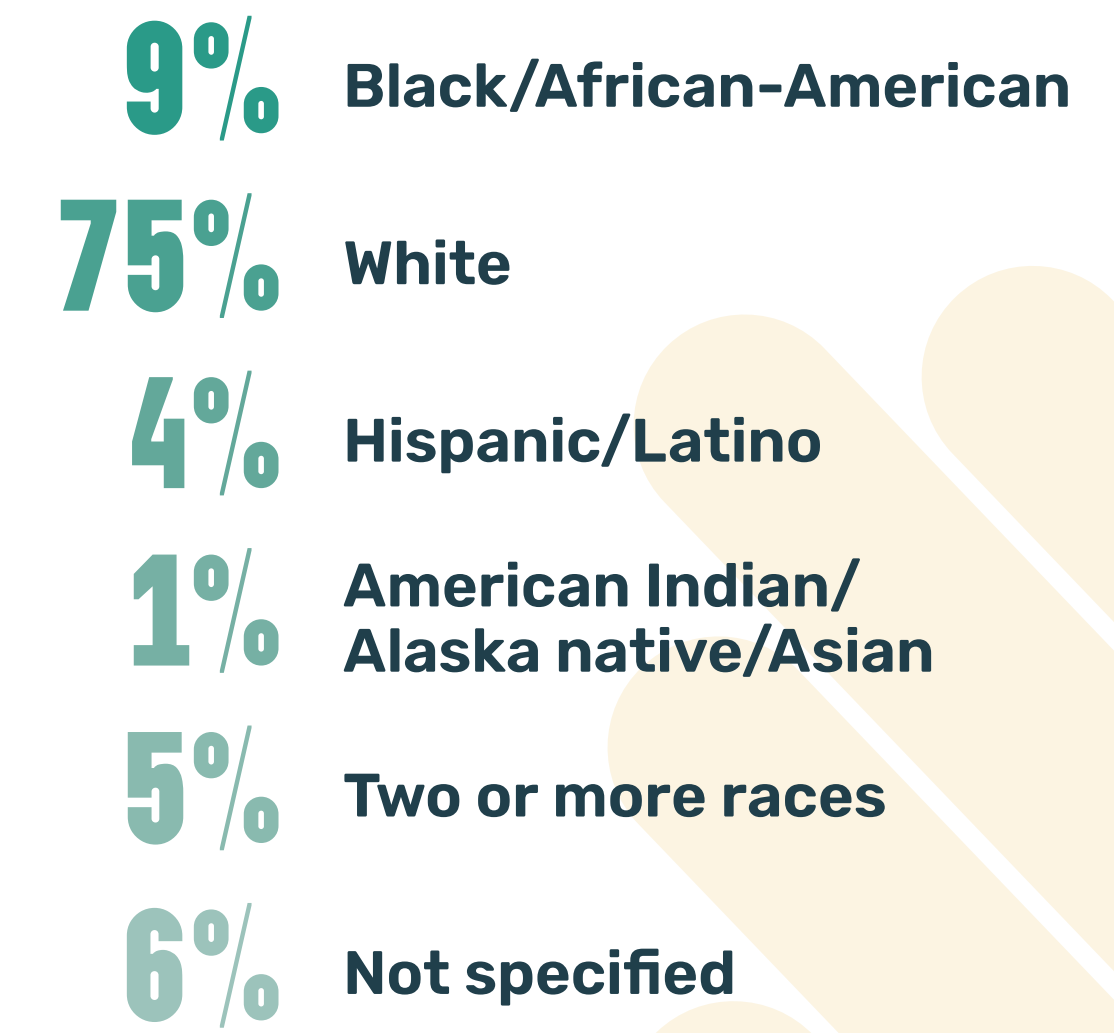 9% Black/African-American
75% White
4% Hispanic/Latino
1% American Indian/
Alaska native/Asian
5% Two or more races
6% Not specified